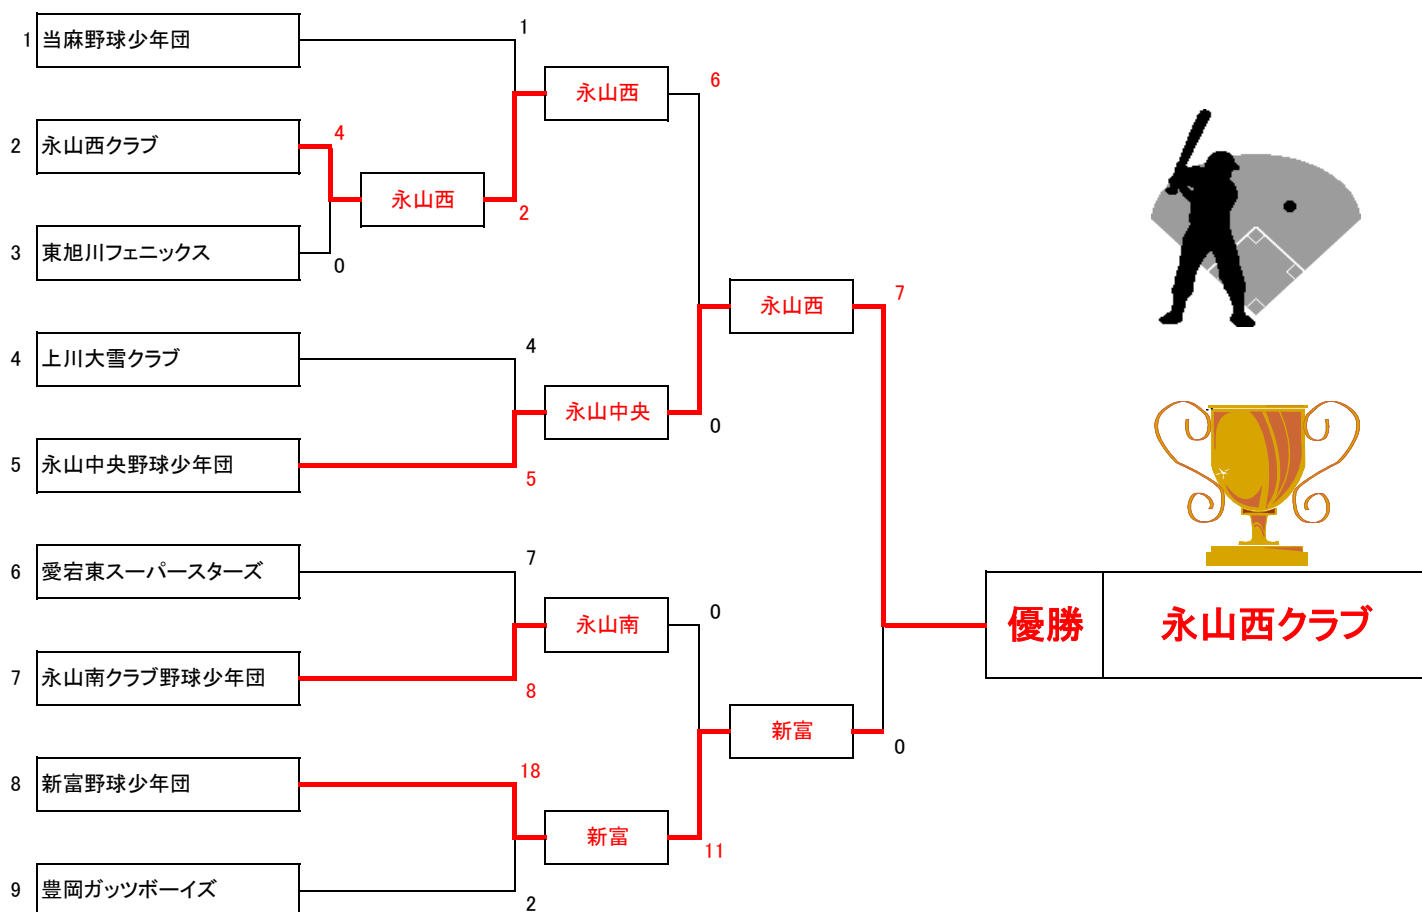 1 当麻野球少年団
1
永山西
6
2 永山西クラブ
4
永山西
2
3 東旭川フェニックス
0
永山西
7
4 上川大雪クラブ
4
永山中央
0
5 永山中央野球少年団
5
6 愛宕東スーパースターズ
7
永山南
0
優勝 永山西クラブ
7 永山南クラブ野球少年団
8
新富
0
8 新富野球少年団
18
新富
11
9 豊岡ガッツボーイズ
2